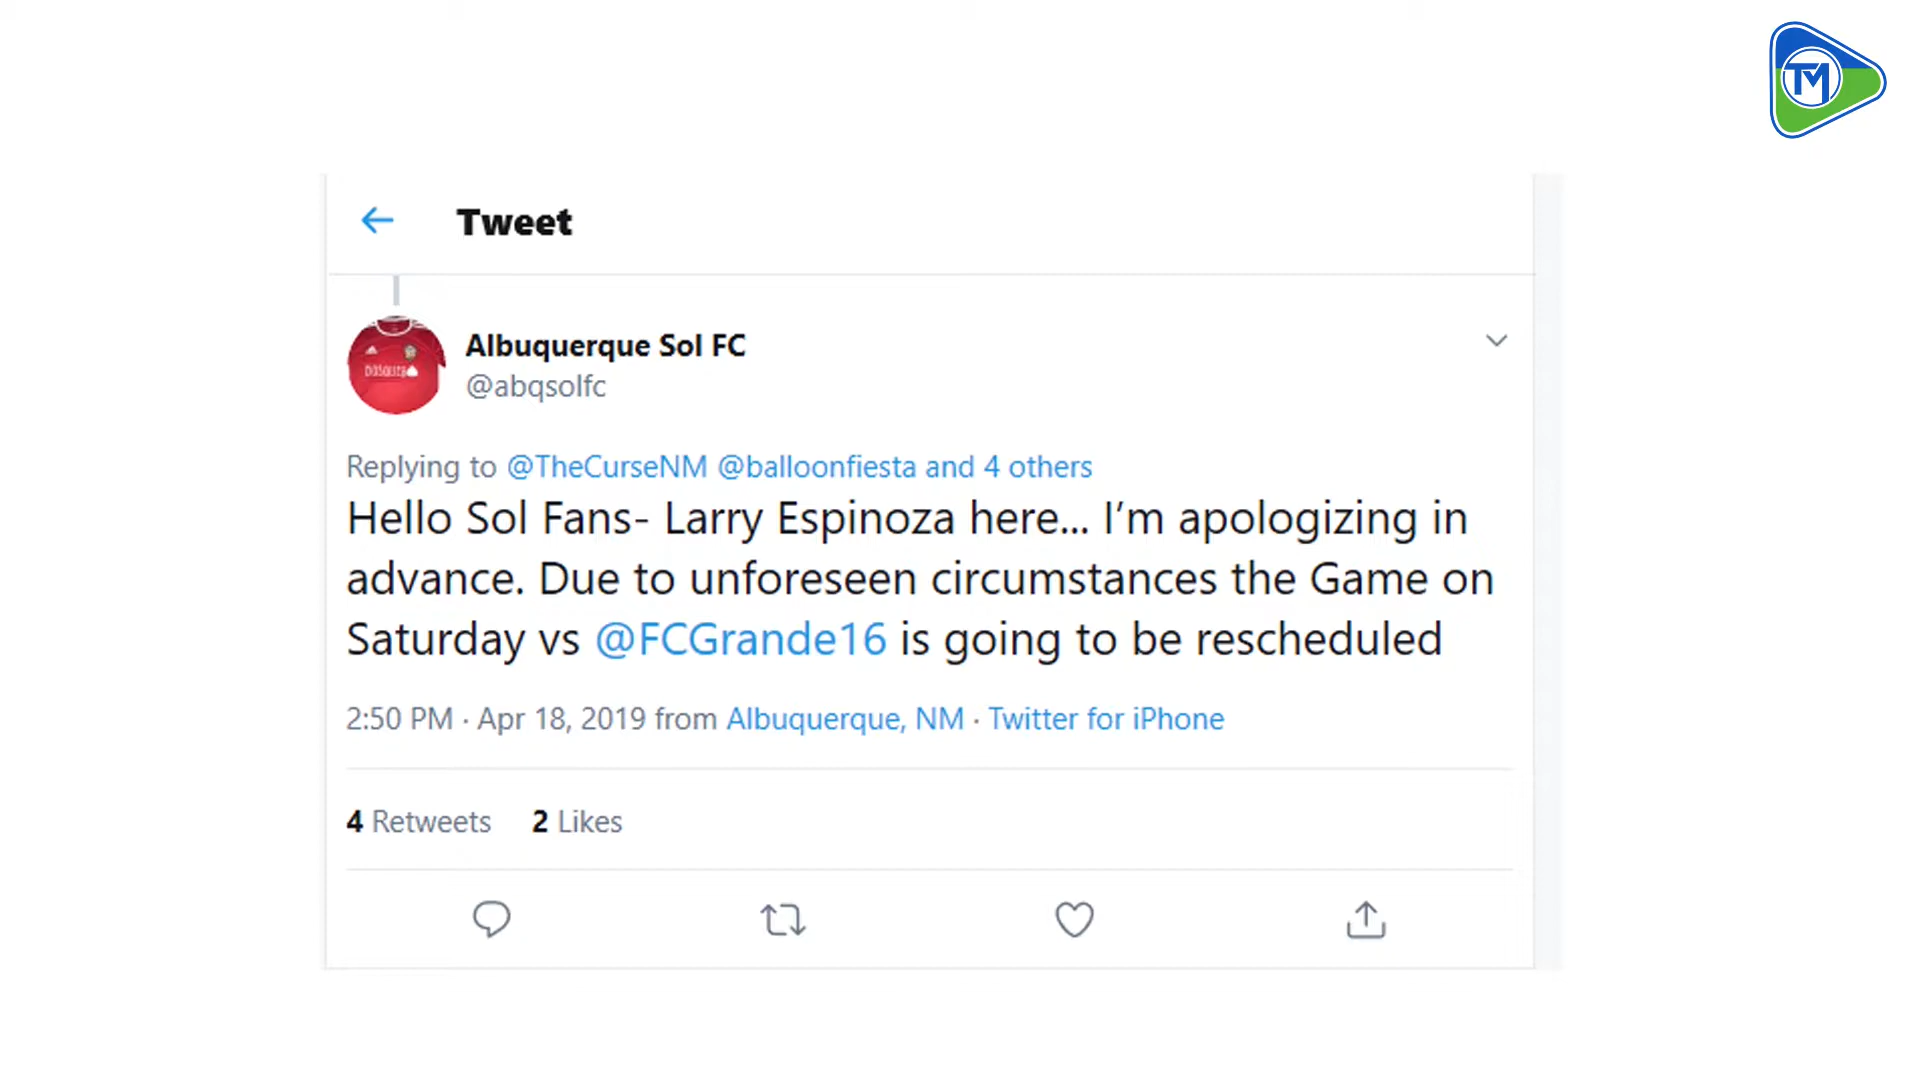 TM
Tweet
Albuquerque Sol FC
@abqsolfc
Replying to @TheCurseNM @balloonfiesta and 4 others
Hello Sol Fans- Larry Espinoza here... I’m apologizing in
advance. Due to unforeseen circumstances the Game on
Saturday vs @FCGrande16 is going to be rescheduled
2:50 PM · Apr 18, 2019 from Albuquerque, NM · Twitter for iPhone
4 Retweets 2 Likes